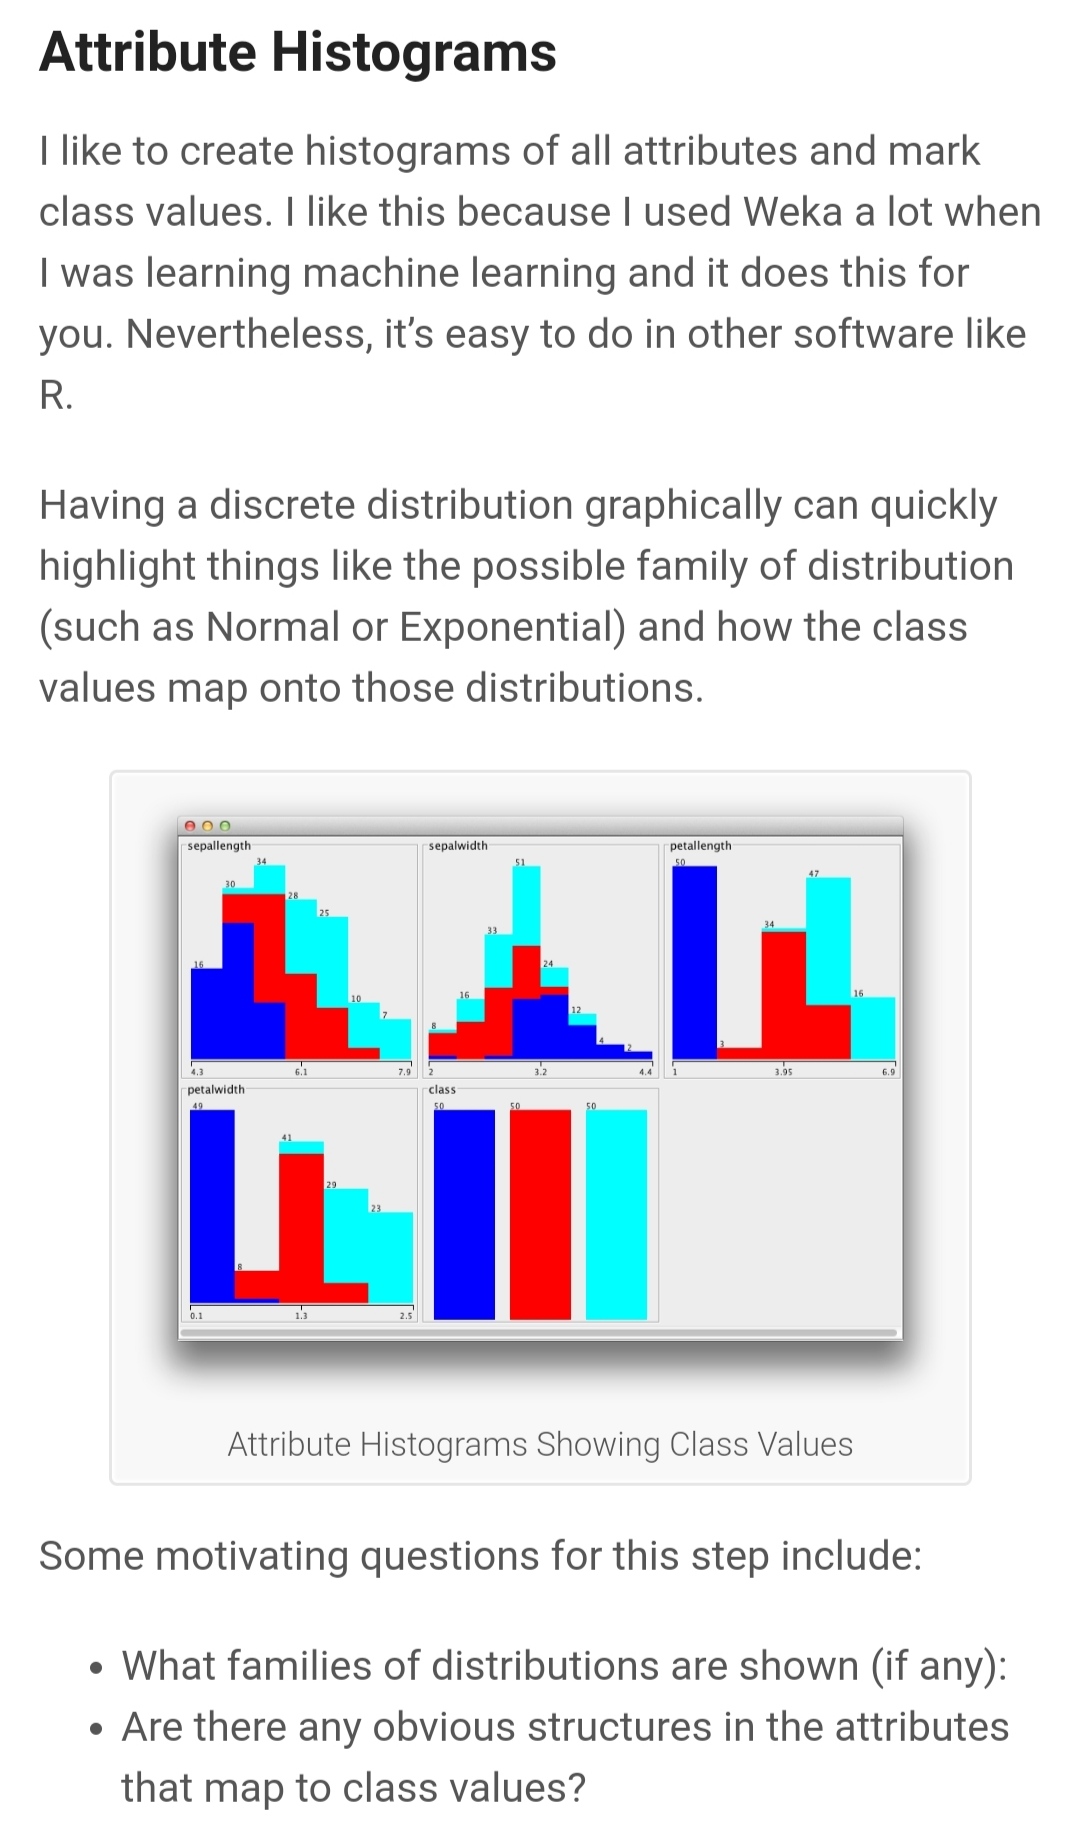 Attribute Histograms
I like to create histograms of all attributes and mark
class values. I like this because I used Weka a lot when
I was learning machine learning and it does this for
you. Nevertheless, it’s easy to do in other software like
R.
Having a discrete distribution graphically can quickly
highlight things like the possible family of distribution
(such as Normal or Exponential) and how the class
values map onto those distributions.
sepallength
34
30
28
25
16
10
7
4.3 6.1 7.9
sepalwidth
51
33
24
16
12
8
4
2
2 3.2 4.4
petallength
50
47
34
16
3
1 3.95 6.9
petalwidth
49
41
29
23
8
0.1 1.3 2.5
class
50 50 50
Attribute Histograms Showing Class Values
Some motivating questions for this step include:
• What families of distributions are shown (if any):
• Are there any obvious structures in the attributes
that map to class values?